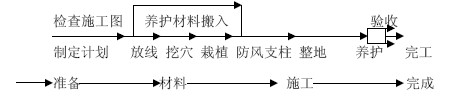 检查施工图 养护材料搬入 验收
制定计划 放线 挖穴 栽植 防风支柱 整地 养护 完工
准备 材料 施工 完成